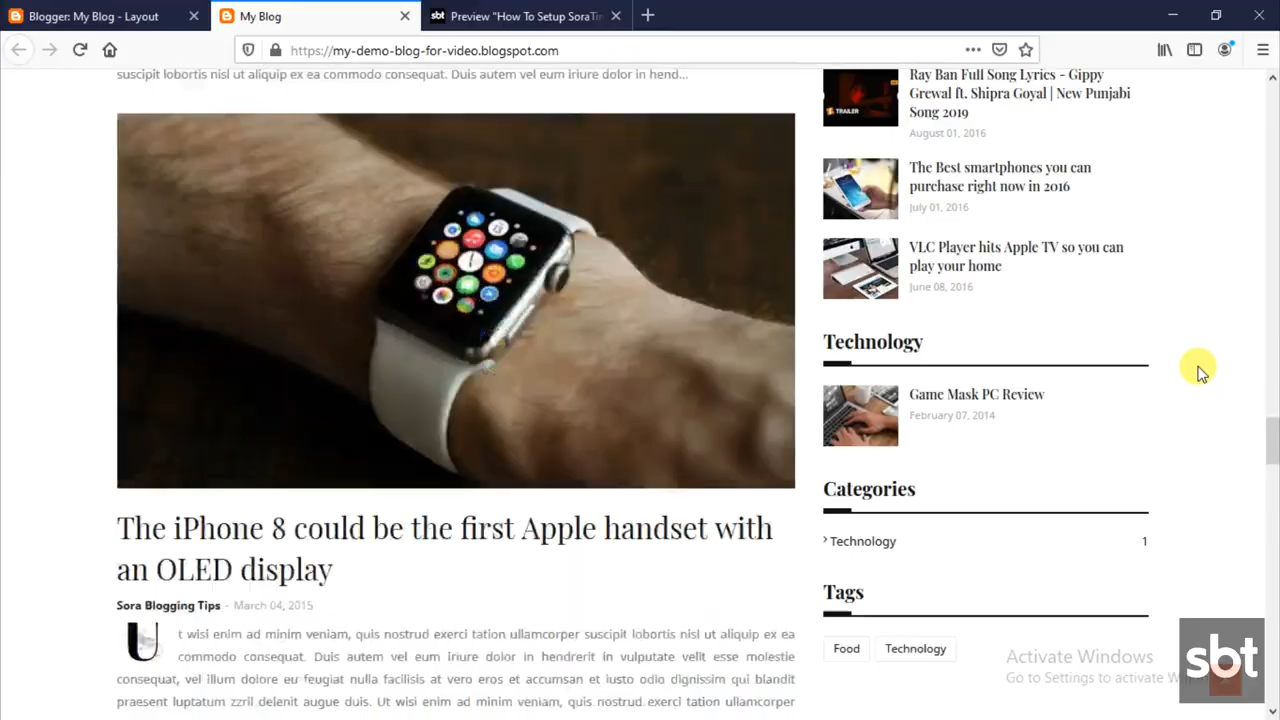 Blogger: My Blog - Layout
My Blog
sbt Preview "How To Setup SoraTin
https://my-demo-blog-for-video.blogspot.com
suscipit lobortis nisl ut aliquip ex ea commodo consequat. Duis autem vel eum iriure dolor in hend...
The iPhone 8 could be the first Apple handset with
an OLED display
Sora Blogging Tips - March 04, 2015
Ut wisi enim ad minim veniam, quis nostrud exerci tation ullamcorper suscipit lobortis nisl ut aliquip ex ea
commodo consequat. Duis autem vel eum iriure dolor in hendrerit in vulputate velit esse molestie
consequat, vel illum dolore eu feugiat nulla facilisis at vero eros et accumsan et iusto odio dignissim qui blandit
praesent luptatum zzril delenit augue duis. Ut wisi enim ad minim veniam, quis nostrud exerci tation ullamcorper
Ray Ban Full Song Lyrics - Gippy
Grewal ft. Shipra Goyal | New Punjabi
Song 2019
August 01, 2016
TRAILER
The Best smartphones you can
purchase right now in 2016
July 01, 2016
VLC Player hits Apple TV so you can
play your home
June 08, 2016
Technology
Game Mask PC Review
February 07, 2014
Categories
› Technology 1
Tags
Food Technology
Activate Windows
Go to Settings to activate
sbt